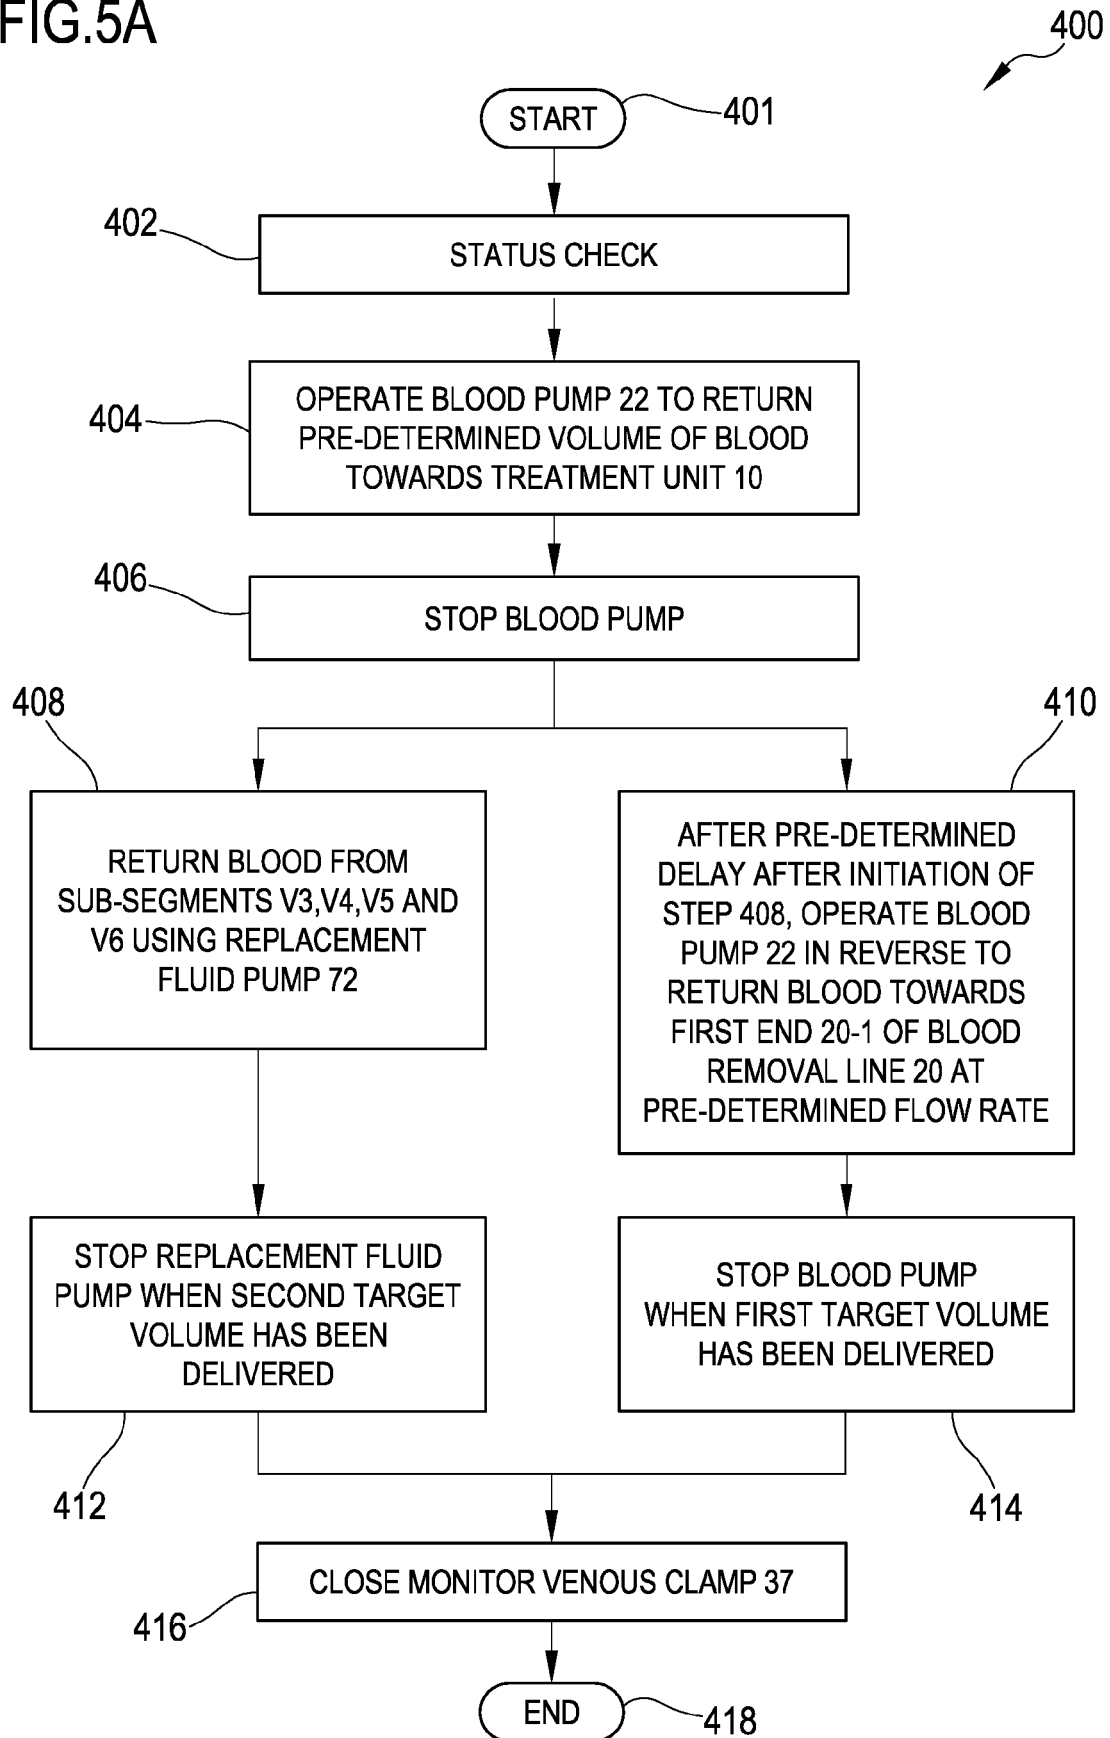 FIG.5A
400
START
401
402
STATUS CHECK
404
OPERATE BLOOD PUMP 22 TO RETURN
PRE-DETERMINED VOLUME OF BLOOD
TOWARDS TREATMENT UNIT 10
406
STOP BLOOD PUMP
408
410
RETURN BLOOD FROM
SUB-SEGMENTS V3,V4,V5 AND
V6 USING REPLACEMENT
FLUID PUMP 72
AFTER PRE-DETERMINED
DELAY AFTER INITIATION OF
STEP 408, OPERATE BLOOD
PUMP 22 IN REVERSE TO
RETURN BLOOD TOWARDS
FIRST END 20-1 OF BLOOD
REMOVAL LINE 20 AT
PRE-DETERMINED FLOW RATE
STOP REPLACEMENT FLUID
PUMP WHEN SECOND TARGET
VOLUME HAS BEEN
DELIVERED
STOP BLOOD PUMP
WHEN FIRST TARGET VOLUME
HAS BEEN DELIVERED
412
414
CLOSE MONITOR VENOUS CLAMP 37
416
END
418